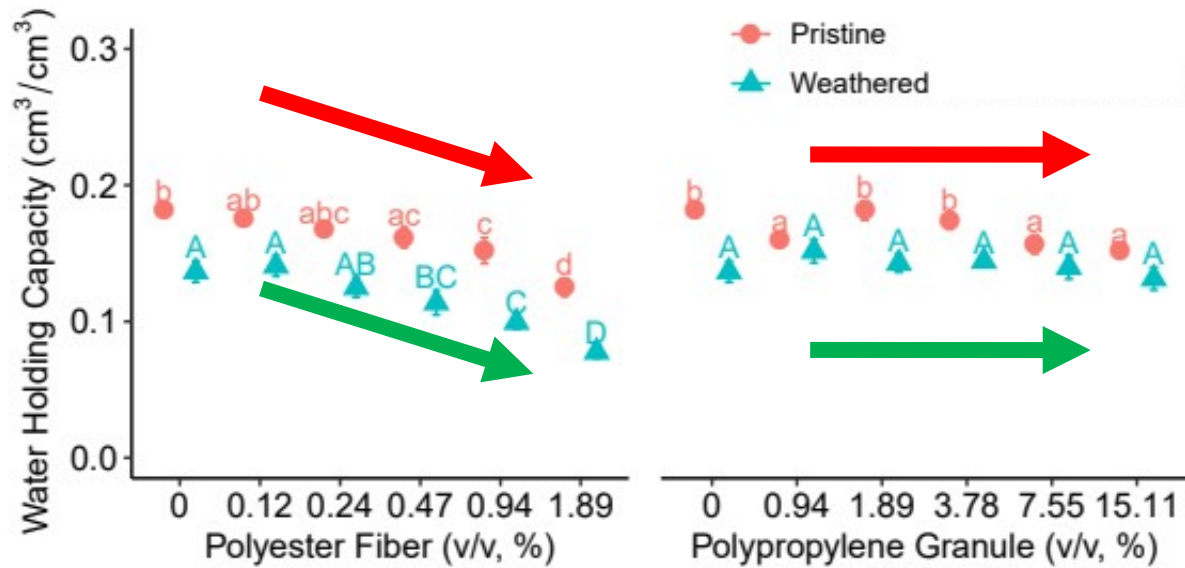 Water Holding Capacity (cm³/cm³)
0.3
0.2
0.1
0.0
b ab abc ac c d
A A AB BC C D
0 0.12 0.24 0.47 0.94 1.89
Polyester Fiber (v/v, %)
Pristine
Weathered
b a b b a a
A A A A A A
0 0.94 1.89 3.78 7.55 15.11
Polypropylene Granule (v/v, %)